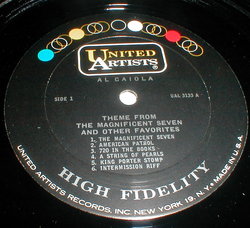 UNITED
ARTISTS
AL CAIOLA
SIDE 1
UAL 3133 A
THEME FROM
THE MAGNIFICENT SEVEN
AND OTHER FAVORITES
1. THE MAGNIFICENT SEVEN
2. AMERICAN PATROL
3. 720 IN THE BOOKS
4. A STRING OF PEARLS
5. KING PORTER STOMP
6. INTERMISSION RIFF
HIGH FIDELITY
UNITED ARTISTS RECORDS, INC. NEW YORK 19, N.Y. MADE IN U.S.A.